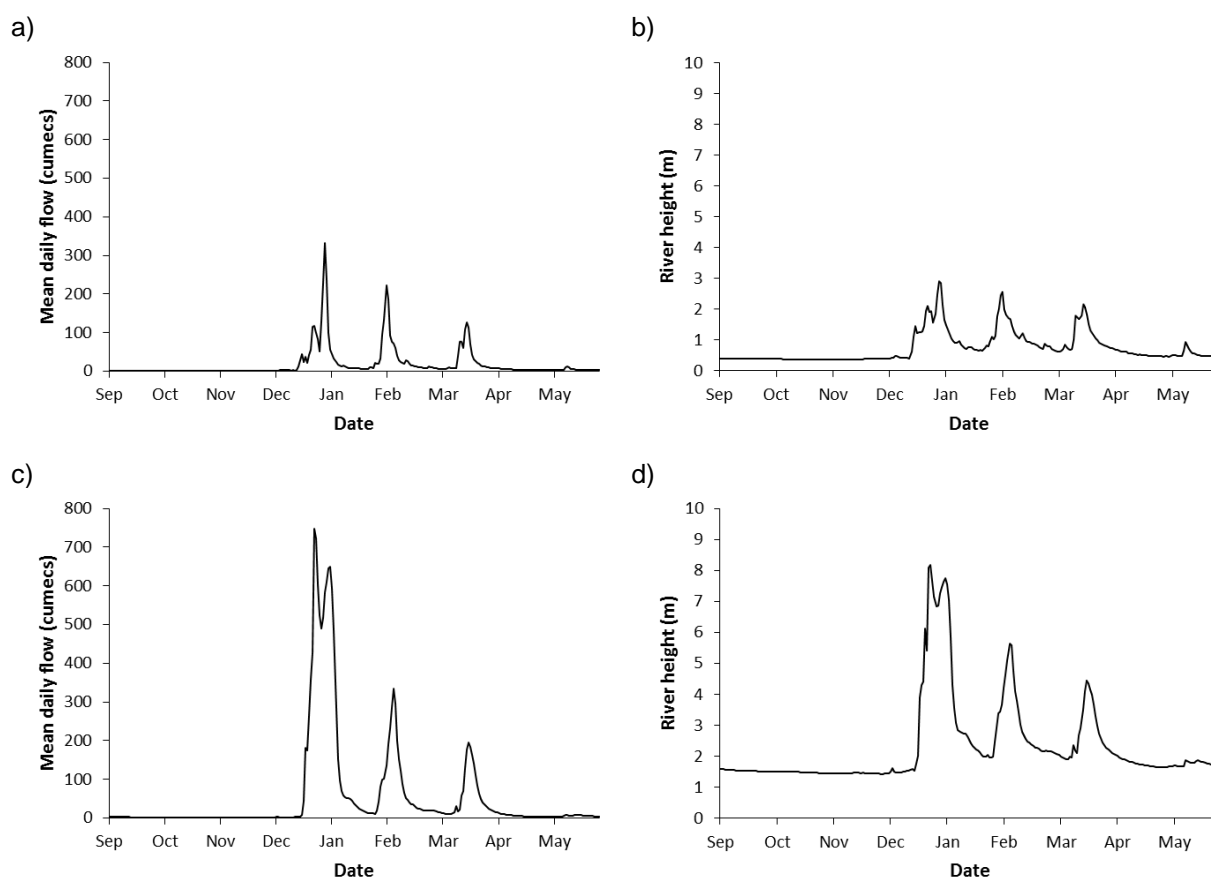 a)
Mean daily flow (cumecs)
800
700
600
500
400
300
200
100
0
Sep Oct Nov Dec Jan Feb Mar Apr May
Date
b)
River height (m)
10
9
8
7
6
5
4
3
2
1
0
Sep Oct Nov Dec Jan Feb Mar Apr May
Date
c)
Mean daily flow (cumecs)
800
700
600
500
400
300
200
100
0
Sep Oct Nov Dec Jan Feb Mar Apr May
Date
d)
River height (m)
10
9
8
7
6
5
4
3
2
1
0
Sep Oct Nov Dec Jan Feb Mar Apr May
Date